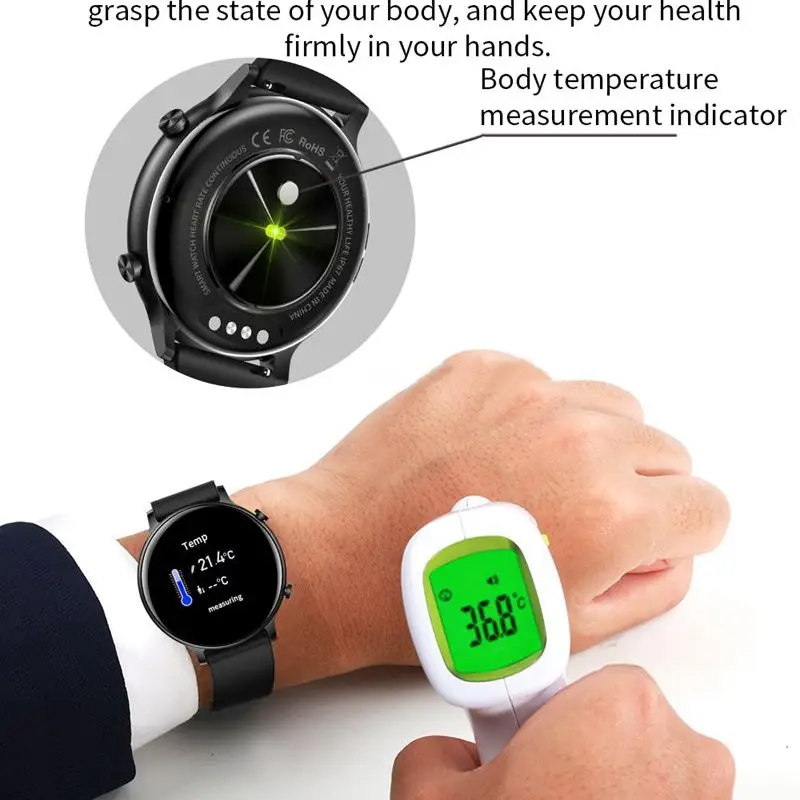 grasp the state of your body, and keep your health
firmly in your hands.
Body temperature
measurement indicator
CE FC RoHS
SMART WATCH HEART RATE CONTINUOUS
YOUR HEALTHY LIFE IP67 MADE IN CHINA
Temp
21.4°C
--°C
measuring
36.8°C